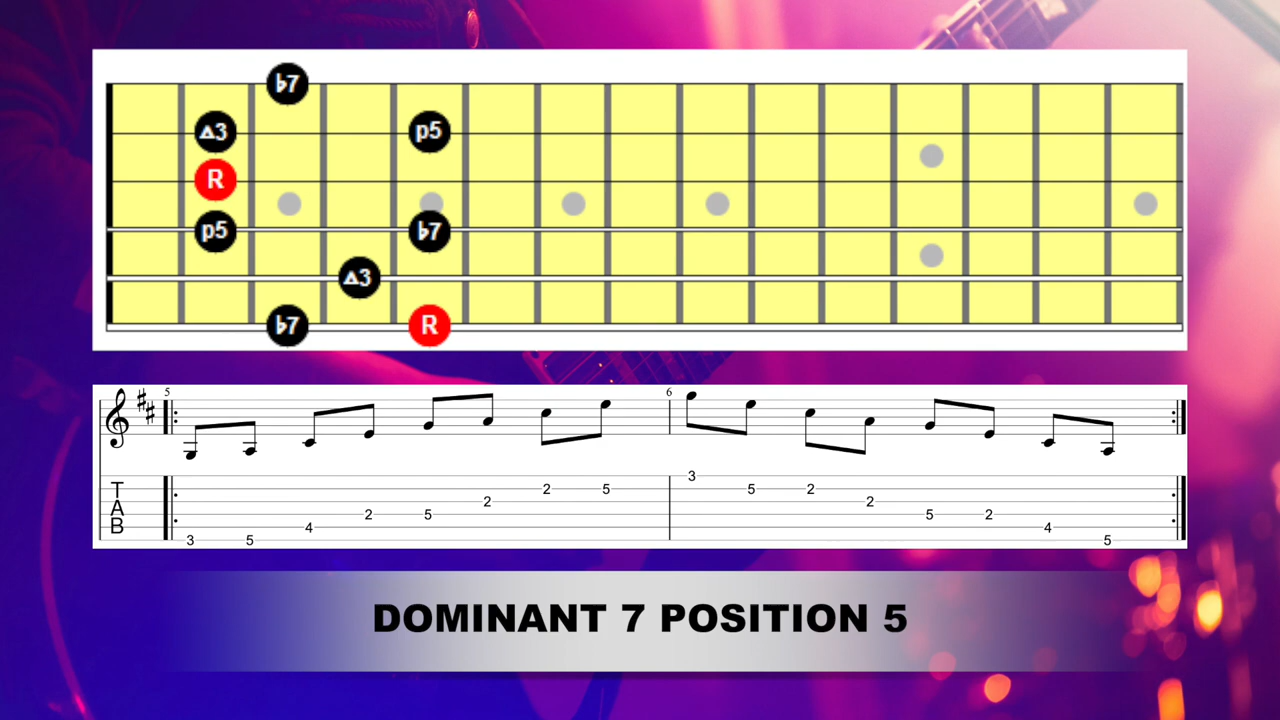 ♭7
Δ3 p5
R
p5 ♭7
Δ3
♭7 R
5 6
3 5 4 2 5 2 2 5 3 5 2 2 5 2 4 5
T
A
B
DOMINANT 7 POSITION 5